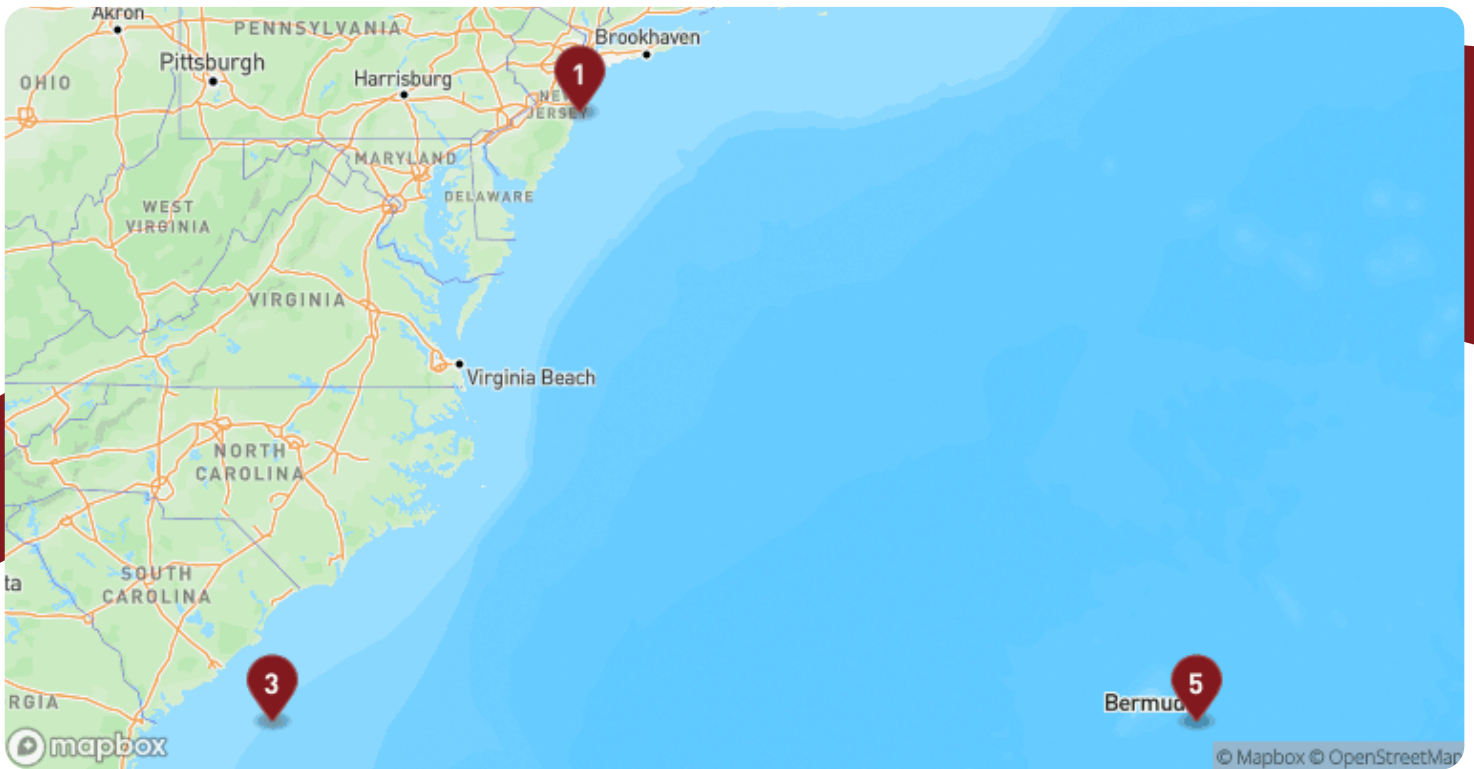 Akron
PENNSYLVANIA
Brookhaven
Pittsburgh
1
OHIO
Harrisburg
NEW
JERSEY
MARYLAND
DELAWARE
WEST
VIRGINIA
VIRGINIA
Virginia Beach
NORTH
CAROLINA
SOUTH
CAROLINA
ta
3
5
RGIA
Bermud
mapbox
© Mapbox © OpenStreetMap